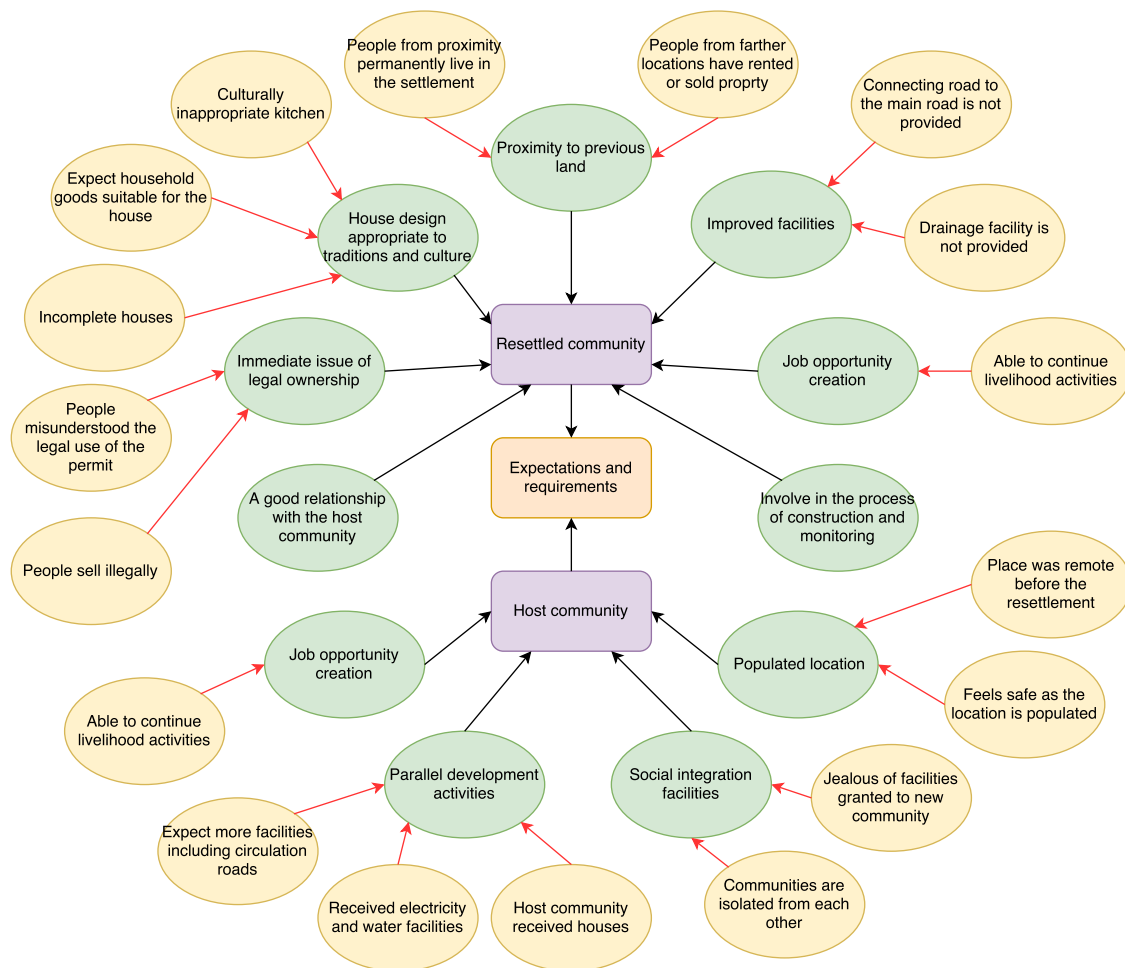 People from proximity
permanently live in
the settlement
People from farther
locations have rented
or sold proprty
Culturally
inappropriate kitchen
Connecting road to
the main road is not
provided
Proximity to previous
land
Expect household
goods suitable for the
house
House design
appropriate to
traditions and culture
Improved facilities
Drainage facility is
not provided
Incomplete houses
Resettled community
Immediate issue of
legal ownership
Job opportunity
creation
Able to continue
livelihood activities
People
misunderstood the
legal use of the
permit
Expectations and
requirements
A good relationship
with the host
community
Involve in the process
of construction and
monitoring
People sell illegally
Place was remote
before the
resettlement
Host community
Job opportunity
creation
Populated location
Able to continue
livelihood activities
Feels safe as the
location is populated
Parallel development
activities
Social integration
facilities
Jealous of facilities
granted to new
community
Expect more facilities
including circulation
roads
Received electricity
and water facilities
Host community
received houses
Communities are
isolated from each
other